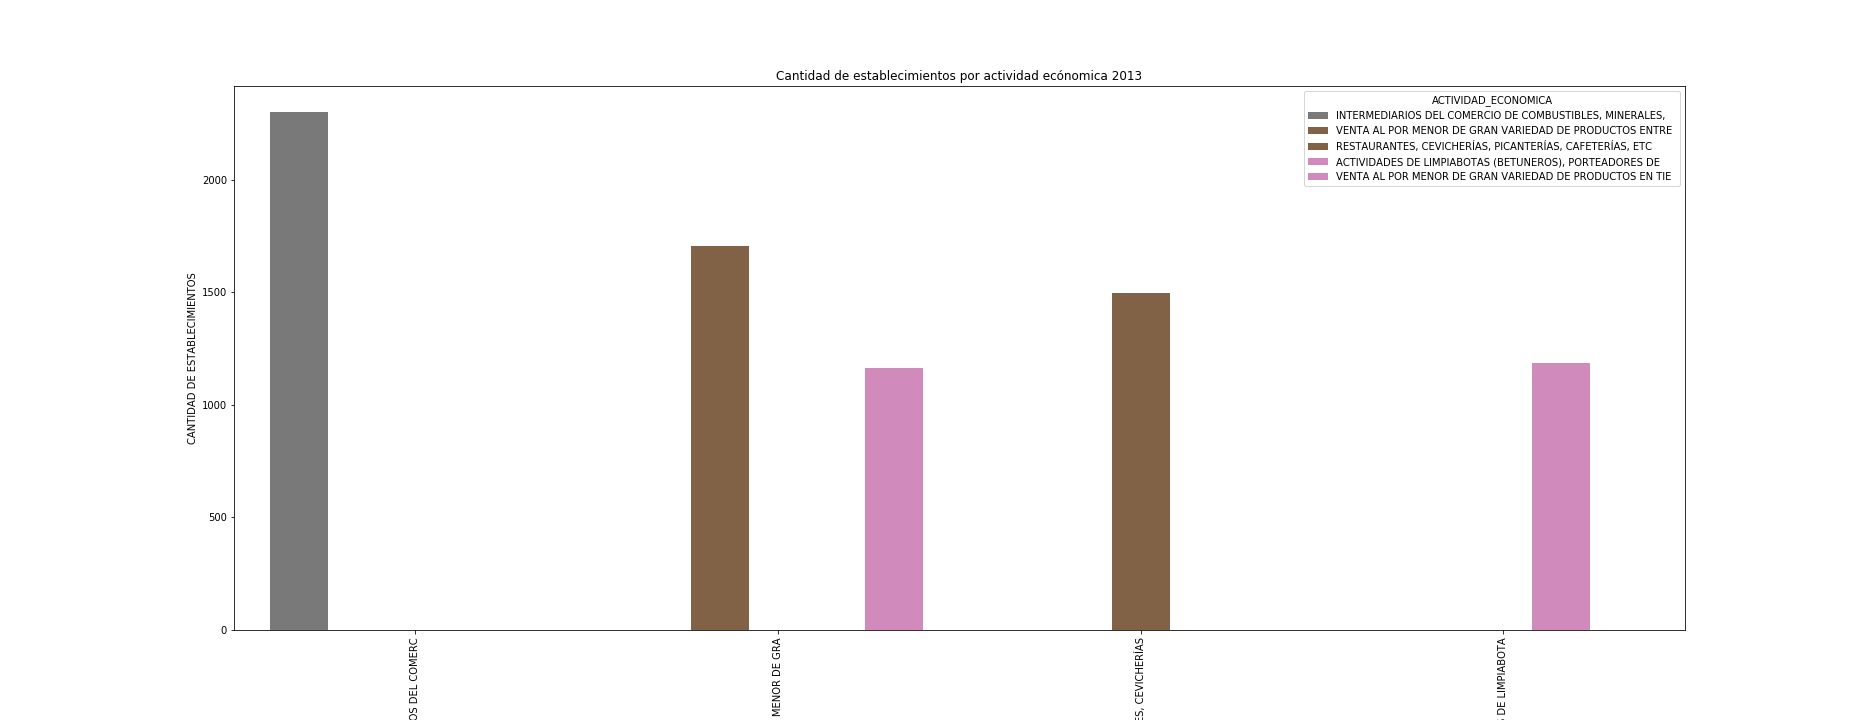 Cantidad de establecimientos por actividad ecónomica 2013
ACTIVIDAD_ECONOMICA
INTERMEDIARIOS DEL COMERCIO DE COMBUSTIBLES, MINERALES,
VENTA AL POR MENOR DE GRAN VARIEDAD DE PRODUCTOS ENTRE
RESTAURANTES, CEVICHERÍAS, PICANTERÍAS, CAFETERÍAS, ETC
ACTIVIDADES DE LIMPIABOTAS (BETUNEROS), PORTEADORES DE
VENTA AL POR MENOR DE GRAN VARIEDAD DE PRODUCTOS EN TIE
CANTIDAD DE ESTABLECIMIENTOS
2000
1500
1000
500
0
OS DEL COMERC
MENOR DE GRA
ES, CEVICHERÍAS
S DE LIMPIABOTA